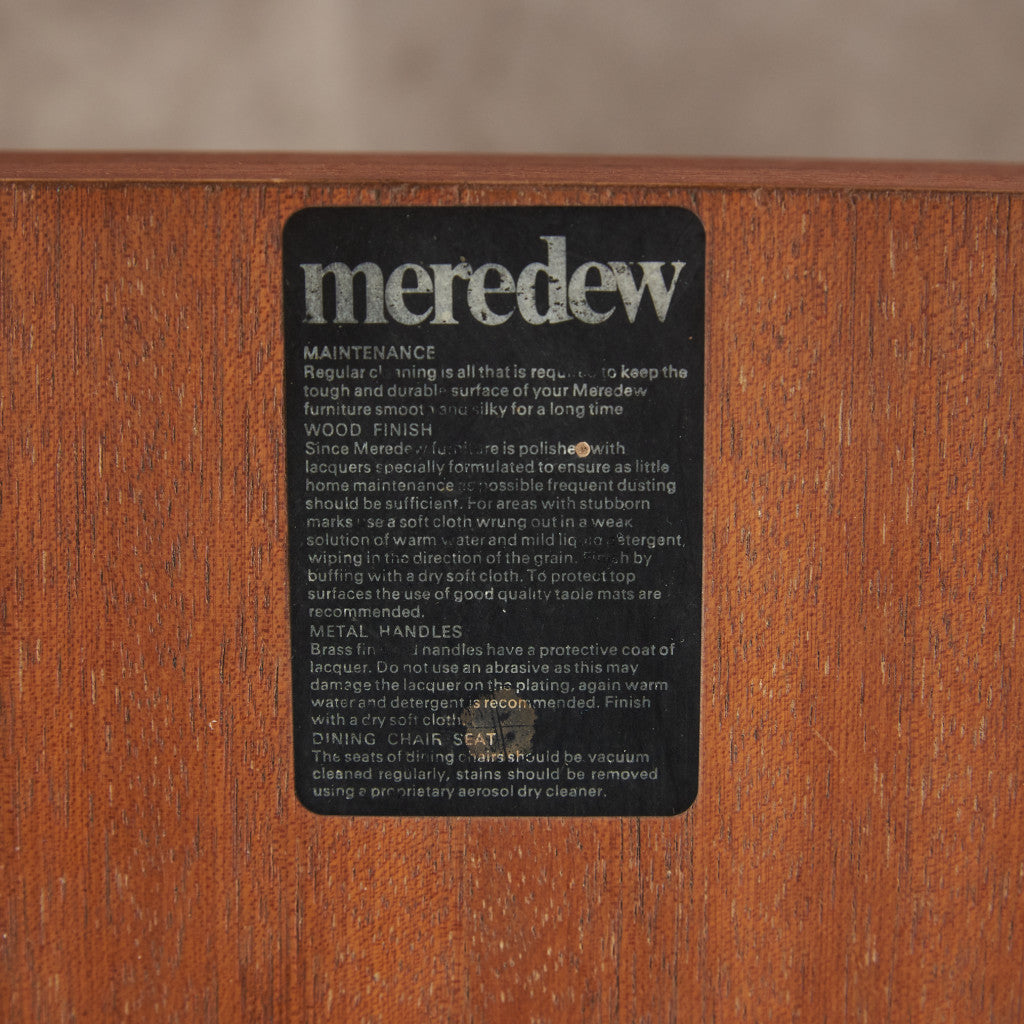 meredew
MAINTENANCE
Regular cleaning is all that is required to keep the
tough and durable surface of your Meredew
furniture smooth and silky for a long time
WOOD FINISH
Since Meredew furniture is polished with
lacquers specially formulated to ensure as little
home maintenance as possible frequent dusting
should be sufficient. For areas with stubborn
marks use a soft cloth wrung out in a weak
solution of warm water and mild liquid detergent,
wiping in the direction of the grain. Finish by
buffing with a dry soft cloth. To protect top
surfaces the use of good quality table mats are
recommended.
METAL HANDLES
Brass finished handles have a protective coat of
lacquer. Do not use an abrasive as this may
damage the lacquer on the plating, again warm
water and detergent is recommended. Finish
with a dry soft cloth.
DINING CHAIR SEAT
The seats of dining chairs should be vacuum
cleaned regularly, stains should be removed
using a proprietary aerosol dry cleaner.